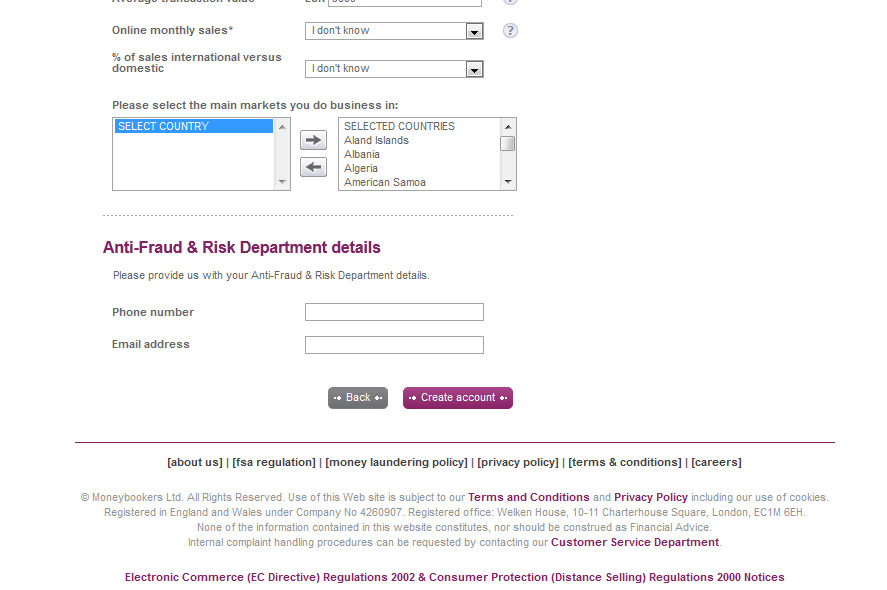 Online monthly sales*
I don't know
?
% of sales international versus
domestic
I don't know
Please select the main markets you do business in:
SELECT COUNTRY
SELECTED COUNTRIES
Aland Islands
Albania
Algeria
American Samoa
Anti-Fraud & Risk Department details
Please provide us with your Anti-Fraud & Risk Department details.
Phone number
Email address
Back
Create account
[about us] | [fsa regulation] | [money laundering policy] | [privacy policy] | [terms & conditions] | [careers]
© Moneybookers Ltd. All Rights Reserved. Use of this Web site is subject to our Terms and Conditions and Privacy Policy including our use of cookies.
Registered in England and Wales under Company No 4260907. Registered office: Welken House, 10-11 Charterhouse Square, London, EC1M 6EH.
None of the information contained in this website constitutes, nor should be construed as Financial Advice.
Internal complaint handling procedures can be requested by contacting our Customer Service Department.
Electronic Commerce (EC Directive) Regulations 2002 & Consumer Protection (Distance Selling) Regulations 2000 Notices